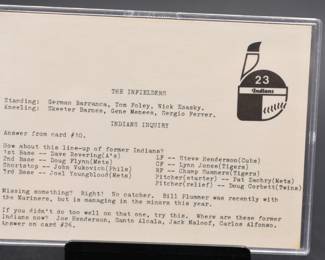 THE INFIELDERS
Standing: German Barranca, Tom Foley, Nick Esasky.
Kneeling: Skeeter Barnes, Gene Menees, Sergio Ferrer.
23
Indians
INDIANS INQUIRY
Answer from card #10.
How about this line-up of former Indians?
1st Base -- Dave Revering(A's) LF -- Steve Henderson(Cubs)
2nd Base -- Doug Flynn(Mets) CF -- Lynn Jones(Tigers)
Shortstop -- John Vukovich(Phils) RF -- Champ Summers(Tigers)
3rd Base -- Joel Youngblood(Mets) Pitcher(starter) -- Pat Zachry(Mets)
Pitcher(relief) -- Doug Corbett(Twins)
Missing something? Right! No catcher. Bill Plummer was recently with
the Mariners, but is managing in the minors this year.
If you didn't do too well on that one, try this. Where are these former
Indians now? Joe Henderson, Santo Alcala, Jack Maloof, Carlos Alfonso.
Answer on card #26.